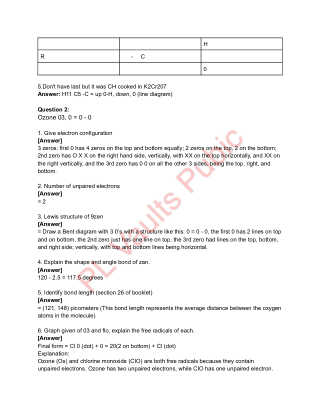 H
R - C
0
5.Don't have last but it was CH cooked in K2Cr207
Answer: H11 C5 -C = up 0-H, down, 0 (line diagram)
Question 2:
Ozone 03, 0 = 0 - 0
1. Give electron configuration
[Answer]
3 zeros: first 0 has 4 zeros on the top and bottom equally; 2 zeros on the top, 2 on the bottom;
2nd zero has O X X on the right hand side, vertically, with XX on the top horizontally, and XX on
the right vertically, and the 3rd zero has 0 0 on all the other 3 sides, being the top, right, and
bottom.
2. Number of unpaired electrons
[Answer]
= 2
3. Lewis structure of 9zen
[Answer]
= Draw a Bent diagram with 3 0's with a structure like this: 0 = 0 - 0, the first 0 has 2 lines on top
and on bottom, the 2nd zero just has one line on top, the 3rd zero had lines on the top, bottom,
and right side; vertically, with top and bottom lines being horizontal.
4. Explain the shape and angle bond of zen.
[Answer]
120 - 2.5 = 117.5 degrees
5. Identify bond length (section 26 of booklet)
[Answer]
= (121, 148) picometers (This bond length represents the average distance between the oxygen
atoms in the molecule)
6. Graph given of 03 and flo, explain the free radicals of each.
[Answer]
Final form = Cl 0 (dot) + 0 = 20(2 on bottom) + Cl (dot)
Explanation:
Ozone (Os) and chlorine monoxide (ClO) are both free radicals because they contain
unpaired electrons. Ozone has two unpaired electrons, while ClO has one unpaired electron.
PL Vaults Public